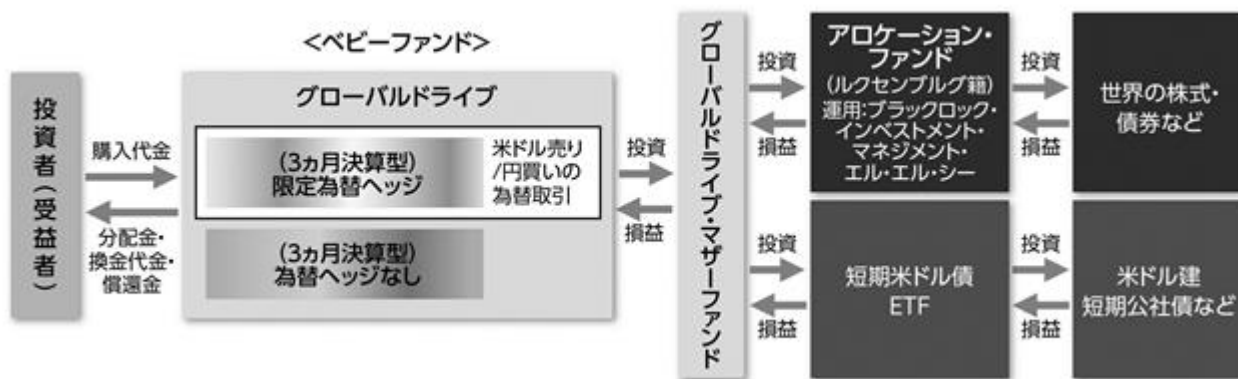 投資者(受益者)
購入代金
分配金・
換金代金・
償還金
<ベビーファンド>
グローバルドライブ
(3ヵ月決算型)
限定為替ヘッジ
米ドル売り
/円買いの
為替取引
(3ヵ月決算型)
為替ヘッジなし
投資
損益
グローバルドライブ・マザーファンド
投資
損益
アロケーション・
ファンド
(ルクセンブルグ籍)
運用:ブラックロック・
インベストメント・
マネジメント・
エル・エル・シー
投資
損益
世界の株式・
債券など
投資
損益
短期米ドル債
ETF
投資
損益
米ドル建
短期公社債など